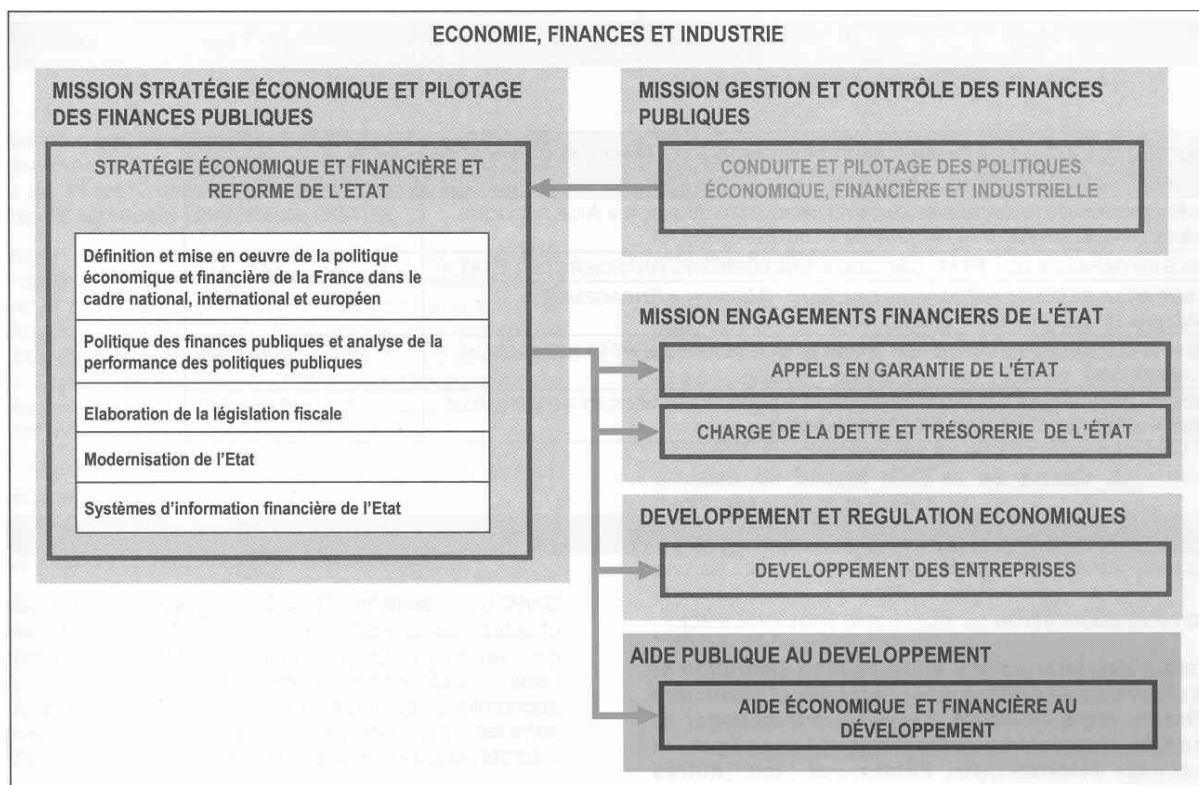 ECONOMIE, FINANCES ET INDUSTRIE
MISSION STRATÉGIE ÉCONOMIQUE ET PILOTAGE
DES FINANCES PUBLIQUES
STRATÉGIE ÉCONOMIQUE ET FINANCIÈRE ET
REFORME DE L'ETAT
Définition et mise en oeuvre de la politique
économique et financière de la France dans le
cadre national, international et européen
Politique des finances publiques et analyse de la
performance des politiques publiques
Elaboration de la législation fiscale
Modernisation de l'Etat
Systèmes d'information financière de l'Etat
MISSION GESTION ET CONTRÔLE DES FINANCES
PUBLIQUES
CONDUITE ET PILOTAGE DES POLITIQUES
ÉCONOMIQUE, FINANCIÈRE ET INDUSTRIELLE
MISSION ENGAGEMENTS FINANCIERS DE L'ÉTAT
APPELS EN GARANTIE DE L'ÉTAT
CHARGE DE LA DETTE ET TRÉSORERIE DE L'ÉTAT
DEVELOPPEMENT ET REGULATION ECONOMIQUES
DEVELOPPEMENT DES ENTREPRISES
AIDE PUBLIQUE AU DEVELOPPEMENT
AIDE ÉCONOMIQUE ET FINANCIÈRE AU
DÉVELOPPEMENT